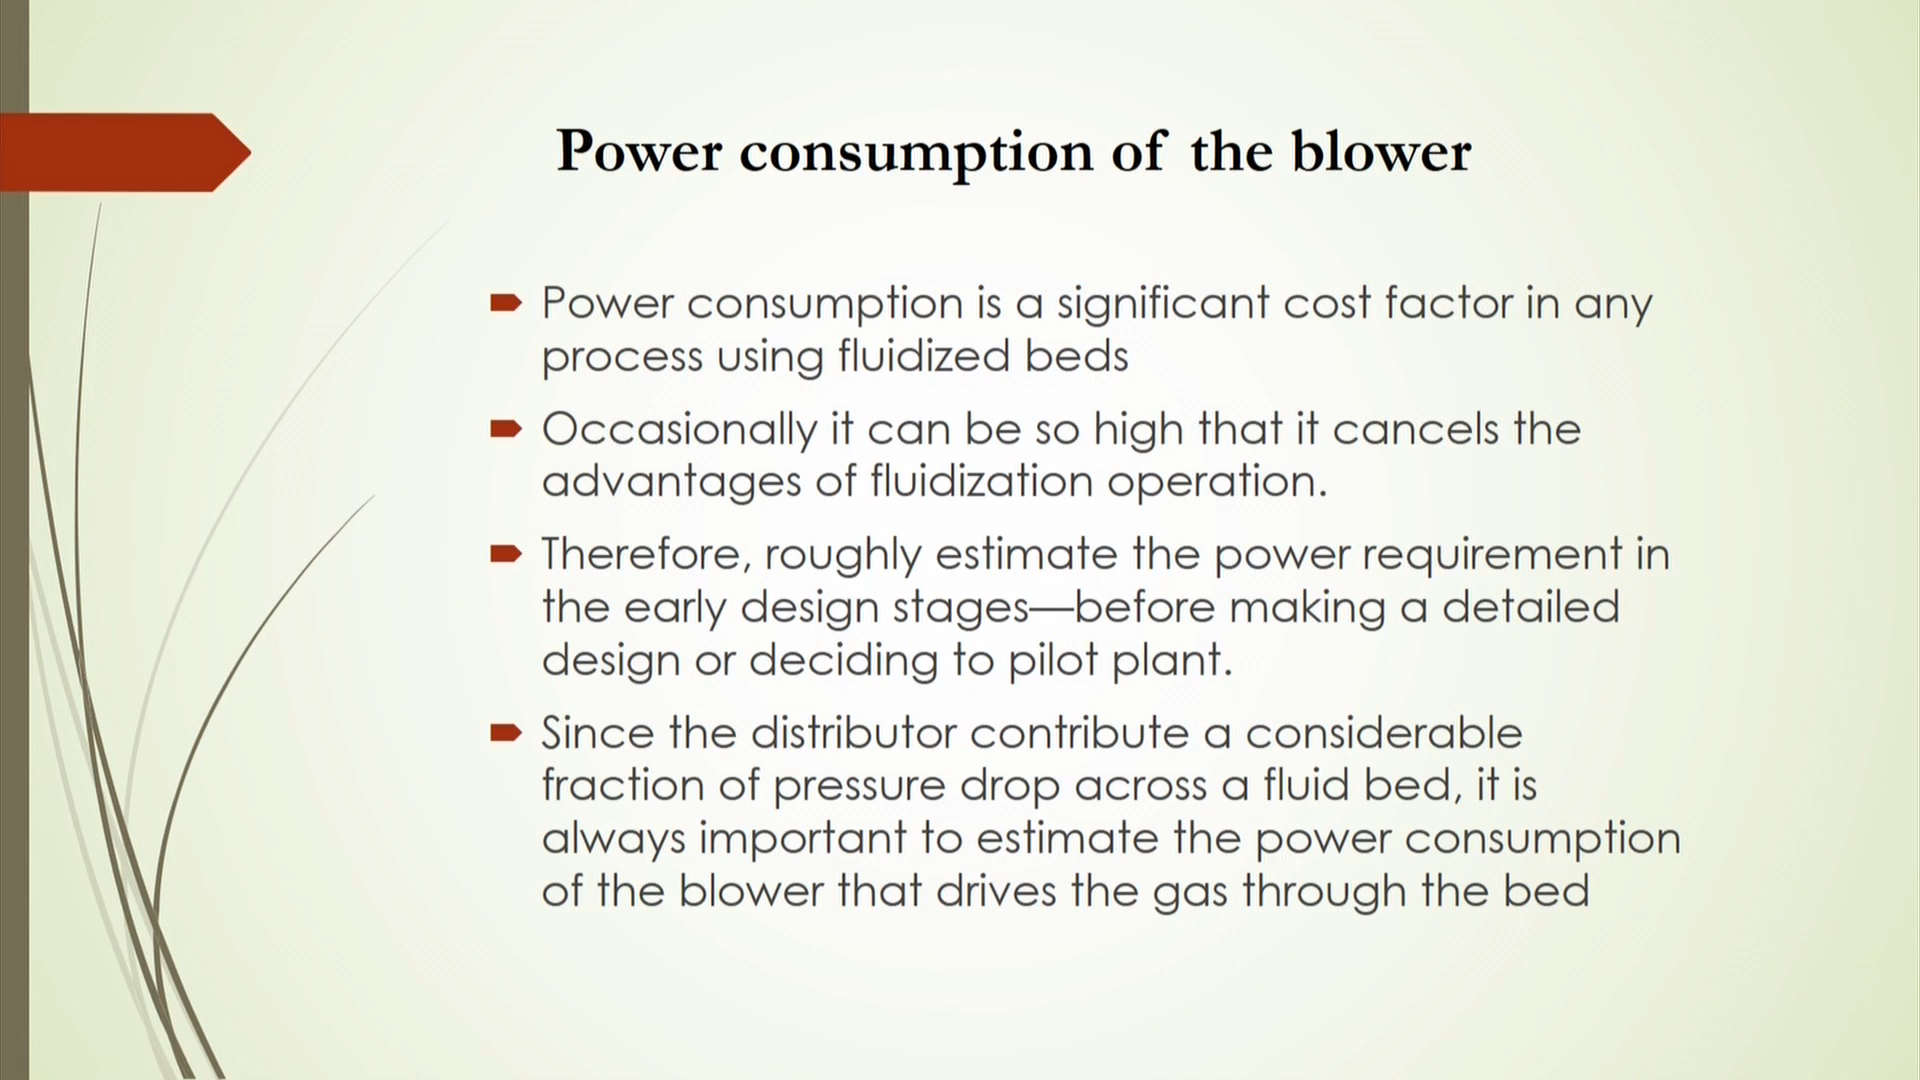 Power consumption of the blower
Power consumption is a significant cost factor in any
process using fluidized beds
Occasionally it can be so high that it cancels the
advantages of fluidization operation.
Therefore, roughly estimate the power requirement in
the early design stages—before making a detailed
design or deciding to pilot plant.
Since the distributor contribute a considerable
fraction of pressure drop across a fluid bed, it is
always important to estimate the power consumption
of the blower that drives the gas through the bed